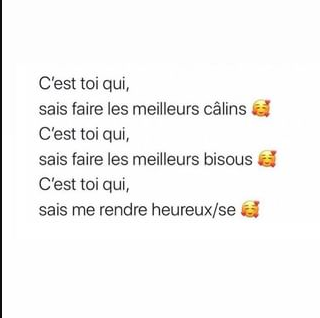 C'est toi qui,
sais faire les meilleurs câlins 🥰
C'est toi qui,
sais faire les meilleurs bisous 🥰
C'est toi qui,
sais me rendre heureux/se 🥰